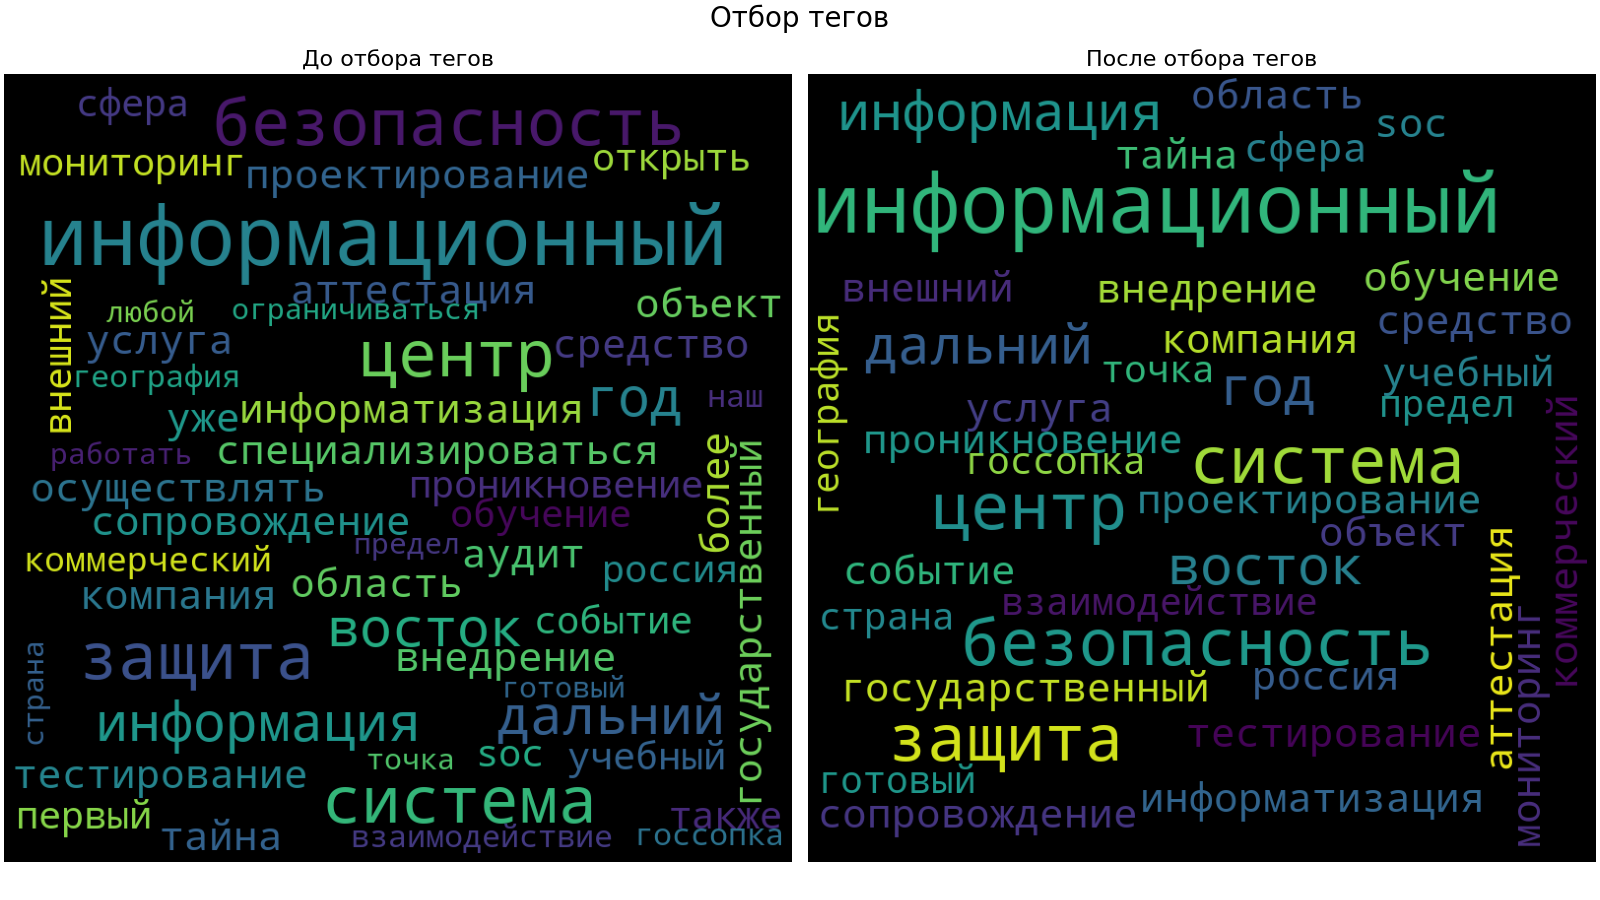 Отбор тегов
До отбора тегов
сфера
безопасность
мониторинг
проектирование
открыть
информационный
внешний
аттестация
любой
ограничиваться
объект
услуга
центр
средство
география
год
наш
уже
информатизация
работать
специализироваться
более
государственный
осуществлять
проникновение
сопровождение
обучение
коммерческий
предел
аудит
россия
компания
область
восток
событие
защита
внедрение
страна
готовый
информация
дальний
точка
soc
учебный
тестирование
система
первый
также
тайна
взаимодействие
госсопка
После отбора тегов
информация
область
soc
тайна
сфера
информационный
внешний
внедрение
обучение
география
дальний
компания
средство
точка
год
учебный
предел
услуга
коммерческий
проникновение
госсопка
система
центр
проектирование
объект
событие
восток
аттестация
страна
взаимодействие
мониторинг
безопасность
государственный
россия
защита
тестирование
готовый
сопровождение
информатизация